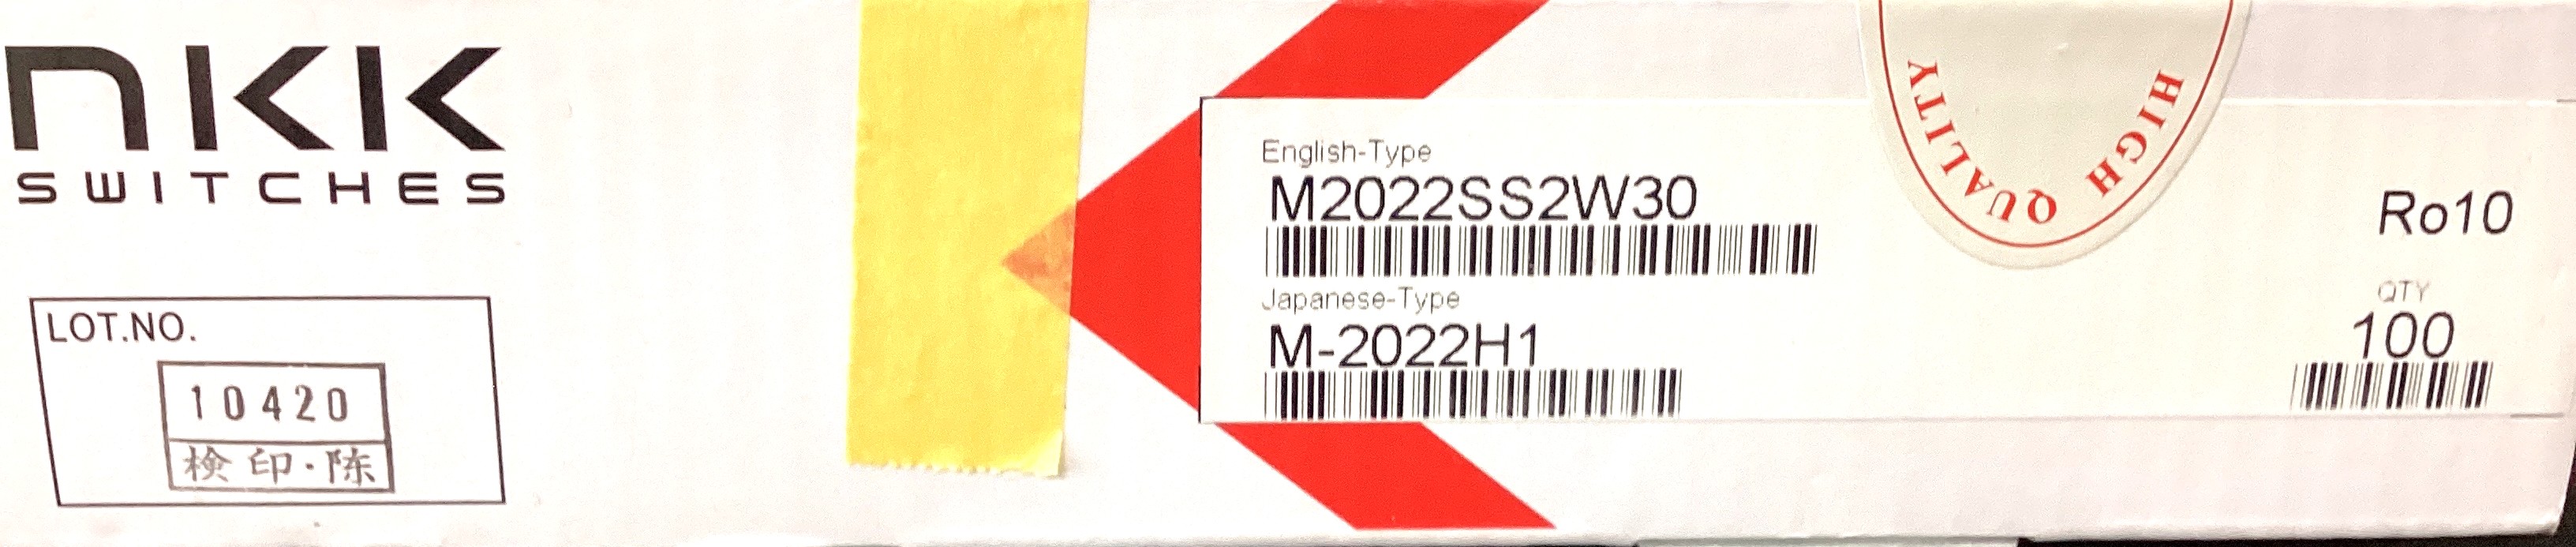 nKK
SWITCHES
LOT.NO.
10420
検印・陈
English-Type
M2022SS2W30
Japanese-Type
M-2022H1
HIGH QUALITY
Ro10
QTY
100